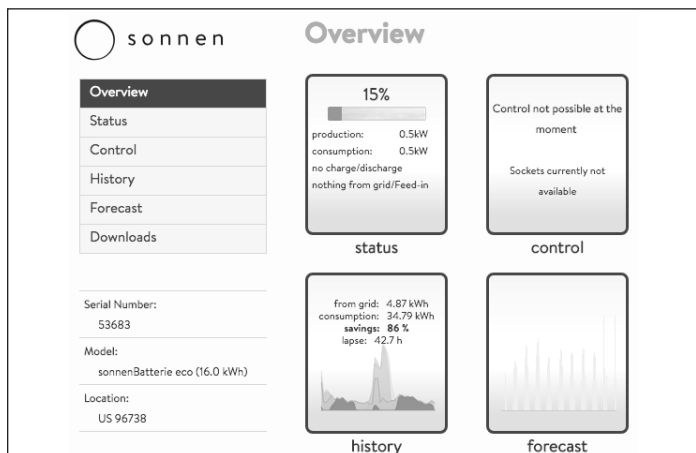 sonnen
Overview
Overview
Status
Control
History
Forecast
Downloads
Serial Number:
53683
Model:
sonnenBatterie eco (16.0 kWh)
Location:
US 96738
15%
production: 0.5kW
consumption: 0.5kW
no charge/discharge
nothing from grid/Feed-in
status
Control not possible at the
moment
Sockets currently not
available
control
from grid: 4.87 kWh
consumption: 34.79 kWh
savings: 86 %
lapse: 42.7 h
history
forecast